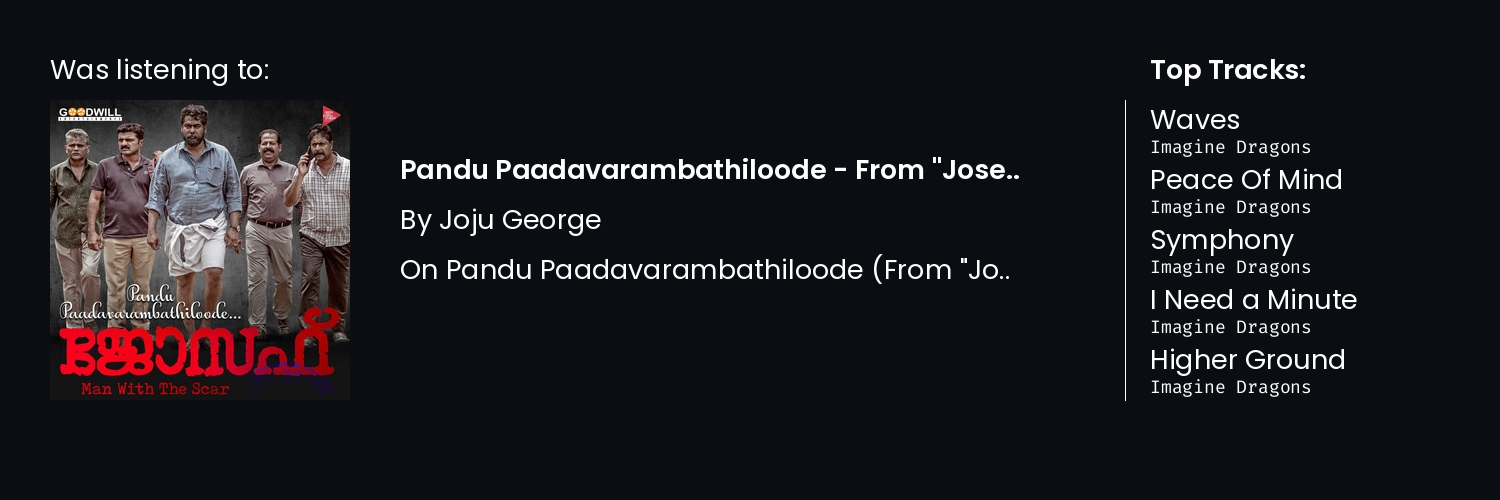 Was listening to:
GOODWILL
ENTERTAINMENTS
Pandu
Paadavarambathiloode...
ജോസഫ്
Man With The Scar
Pandu Paadavarambathiloode - From "Jose..
By Joju George
On Pandu Paadavarambathiloode (From "Jo..
Top Tracks:
Waves
Imagine Dragons
Peace Of Mind
Imagine Dragons
Symphony
Imagine Dragons
I Need a Minute
Imagine Dragons
Higher Ground
Imagine Dragons